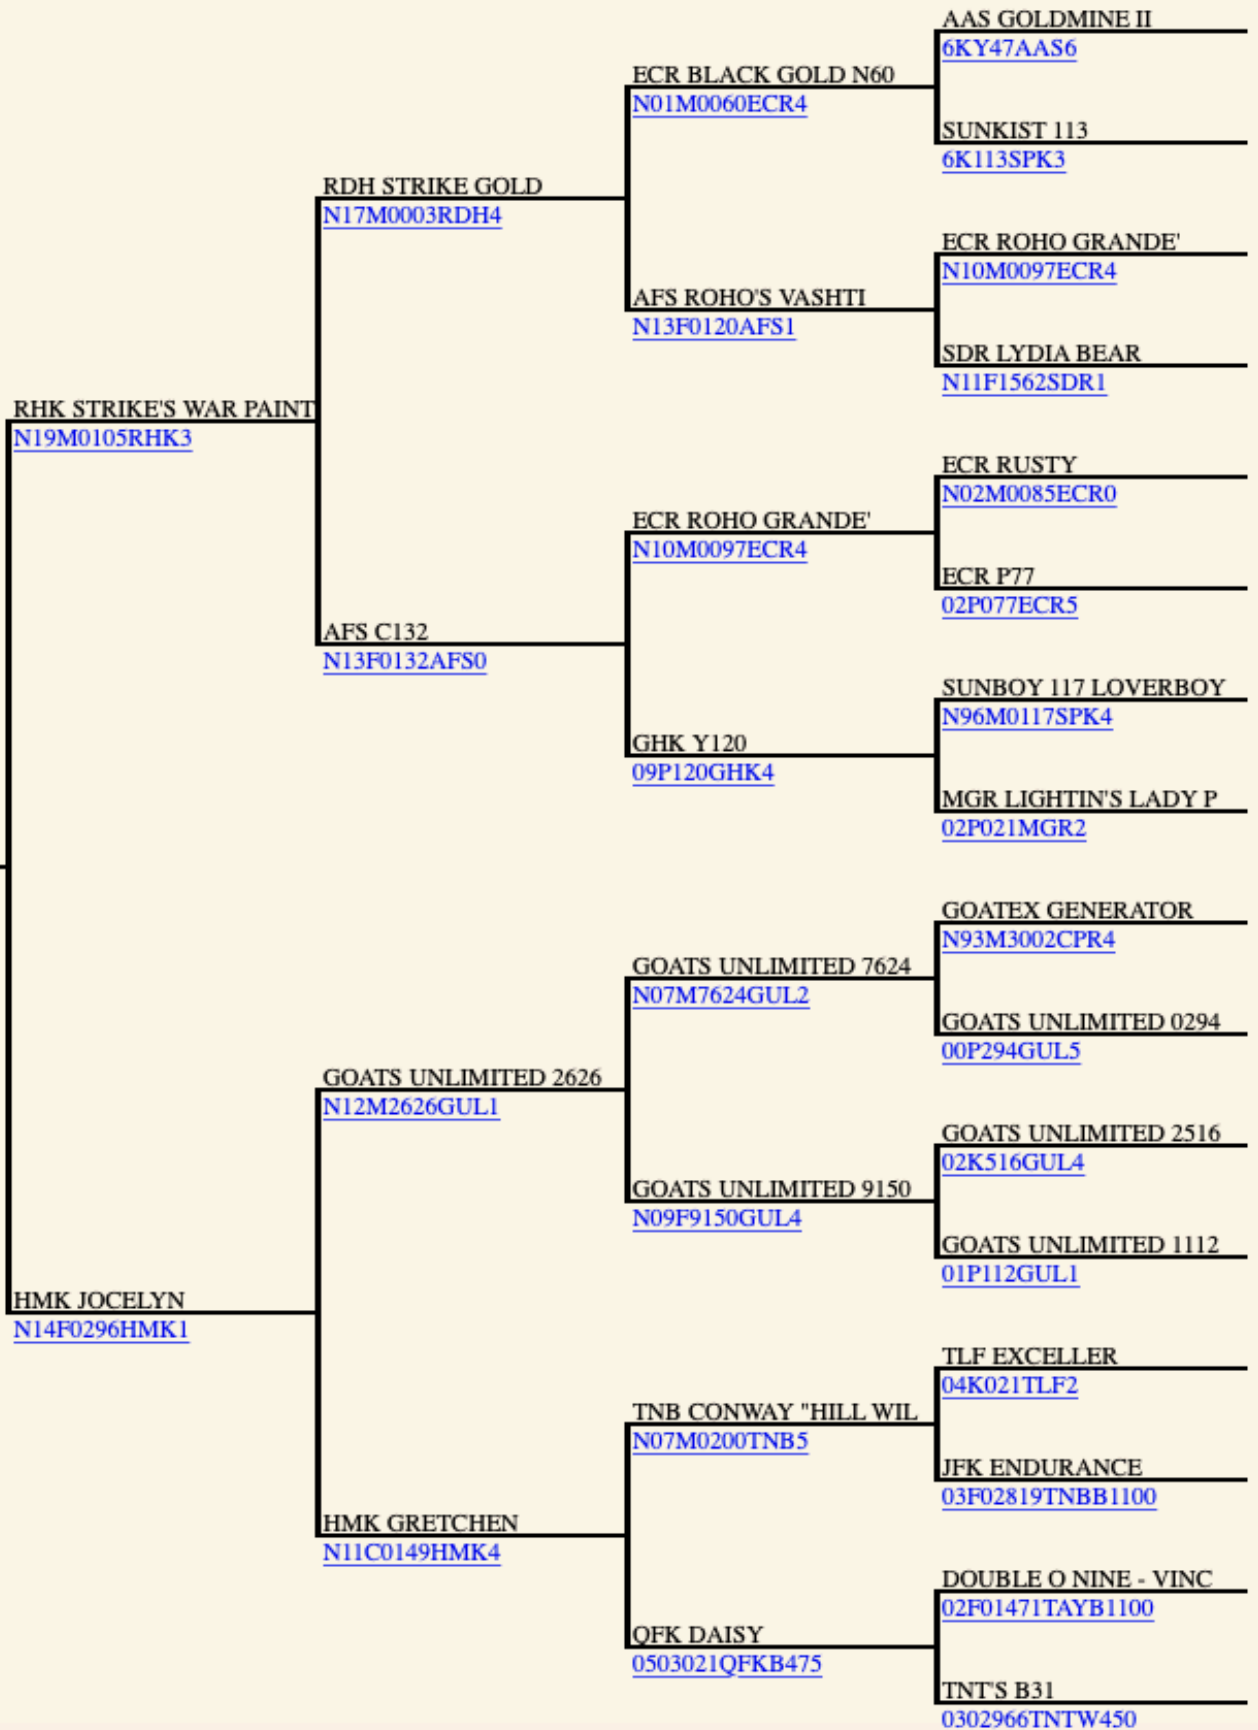 AAS GOLDMINE II
6KY47AAS6
ECR BLACK GOLD N60
N01M0060ECR4
SUNKIST 113
6K113SPK3
RDH STRIKE GOLD
N17M0003RDH4
ECR ROHO GRANDE'
N10M0097ECR4
AFS ROHO'S VASHTI
N13F0120AFS1
SDR LYDIA BEAR
N11F1562SDR1
RHK STRIKE'S WAR PAINT
N19M0105RHK3
ECR RUSTY
N02M0085ECR0
ECR ROHO GRANDE'
N10M0097ECR4
ECR P77
02P077ECR5
AFS C132
N13F0132AFS0
SUNBOY 117 LOVERBOY
N96M0117SPK4
GHK Y120
09P120GHK4
MGR LIGHTIN'S LADY P
02P021MGR2
GOATEX GENERATOR
N93M3002CPR4
GOATS UNLIMITED 7624
N07M7624GUL2
GOATS UNLIMITED 0294
00P294GUL5
GOATS UNLIMITED 2626
N12M2626GUL1
GOATS UNLIMITED 2516
02K516GUL4
GOATS UNLIMITED 9150
N09F9150GUL4
GOATS UNLIMITED 1112
01P112GUL1
HMK JOCELYN
N14F0296HMK1
TLF EXCELLER
04K021TLF2
TNB CONWAY "HILL WIL
N07M0200TNB5
JFK ENDURANCE
03F02819TNBB1100
HMK GRETCHEN
N11C0149HMK4
DOUBLE O NINE - VINC
02F01471TAYB1100
QFK DAISY
0503021QFKB475
TNT'S B31
0302966TNTW450